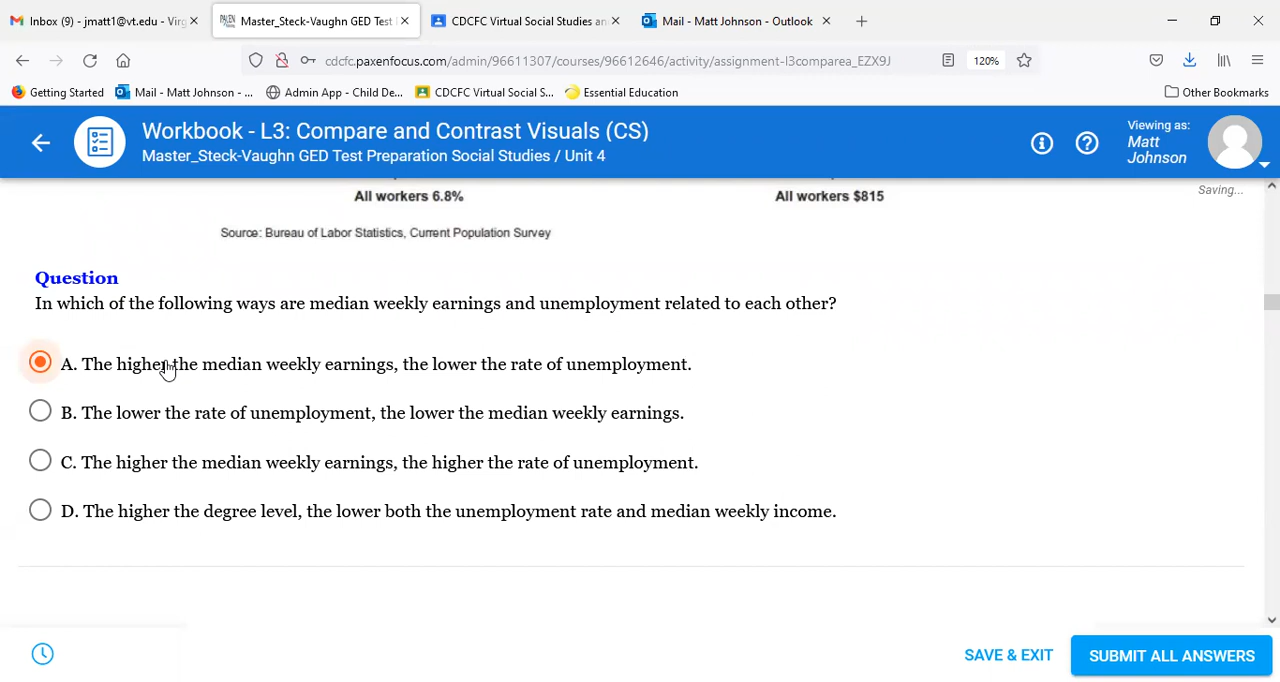 Inbox (9) - jmatt1@vt.edu - Virg
Master_Steck-Vaughn GED Test
CDCFC Virtual Social Studies an
Mail - Matt Johnson - Outlook
cdcfc.paxenfocus.com/admin/96611307/courses/96612646/activity/assignment-l3comparea_EZX9J
120%
Getting Started
Mail - Matt Johnson - ...
Admin App - Child De...
CDCFC Virtual Social S...
Essential Education
Other Bookmarks
Workbook - L3: Compare and Contrast Visuals (CS)
Master_Steck-Vaughn GED Test Preparation Social Studies / Unit 4
Viewing as:
Matt
Johnson
Saving...
All workers 6.8%
All workers $815
Source: Bureau of Labor Statistics, Current Population Survey
Question
In which of the following ways are median weekly earnings and unemployment related to each other?
A. The higher the median weekly earnings, the lower the rate of unemployment.
B. The lower the rate of unemployment, the lower the median weekly earnings.
C. The higher the median weekly earnings, the higher the rate of unemployment.
D. The higher the degree level, the lower both the unemployment rate and median weekly income.
SAVE & EXIT
SUBMIT ALL ANSWERS